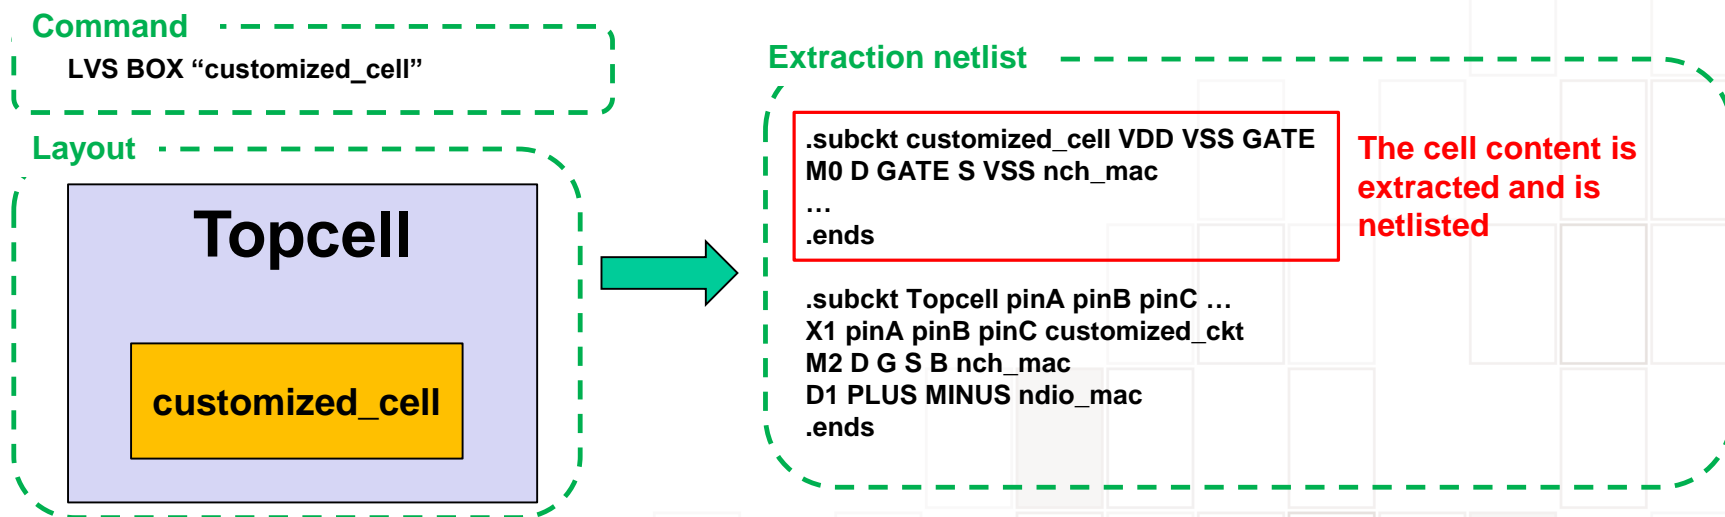 Command
LVS BOX “customized_cell”
Layout
Topcell
customized_cell
Extraction netlist
.subckt customized_cell VDD VSS GATE
M0 D GATE S VSS nch_mac
…
.ends
The cell content is
extracted and is
netlisted
.subckt Topcell pinA pinB pinC …
X1 pinA pinB pinC customized_ckt
M2 D G S B nch_mac
D1 PLUS MINUS ndio_mac
.ends